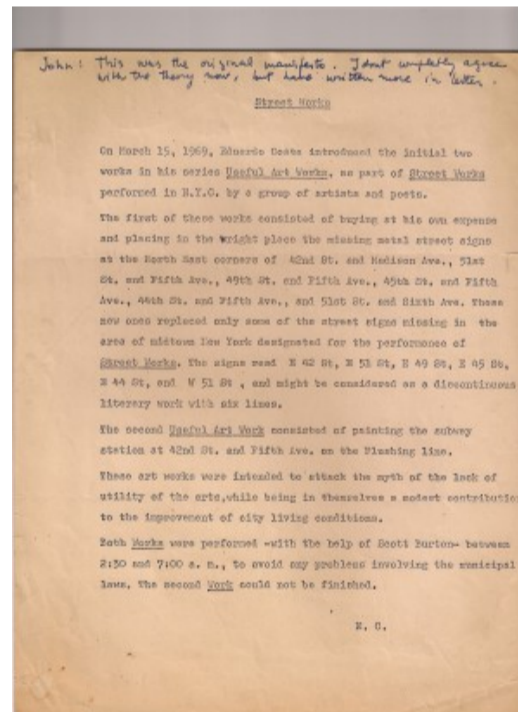 John: This was the original manifesto. I dont completely agree
with the theory now, but have written more in letter.
Street Works
On March 15, 1969, Eduardo Costa introduced the initial two
works in his series Useful Art Works, as part of Street Works
performed in N.Y.C. by a group of artists and poets.
The first of these works consisted of buying at his own expense
and placing in the wright place the missing metal street signs
at the North East corners of 42nd St. and Madison Ave., 51st
St. and Fifth Ave., 49th St. and Fifth Ave., 45th St. and Fifth
Ave., 44th St. and Fifth Ave., and 51st St. and Sixth Ave. These
new ones replaced only some of the street signs missing in the
area of midtown New York designated for the performance of
Street Works. The signs read E 42 St, E 51 St, E 49 St, E 45 St,
E 44 St, and W 51 St , and might be considered as a discontinuous
literary work with six lines.
The second Useful Art Work consisted of painting the subway
station at 42nd St. and Fifth Ave. on the Flushing line.
These art works were intended to attack the myth of the lack of
utility of the arts,while being in themselves a modest contributio
to the improvement of city living conditions.
Both Works were performed -with the help of Scott Burton- between
2:30 and 7:00 a. m., to avoid any problems involving the municipal
laws. The second Work could not be finished.
E. C.